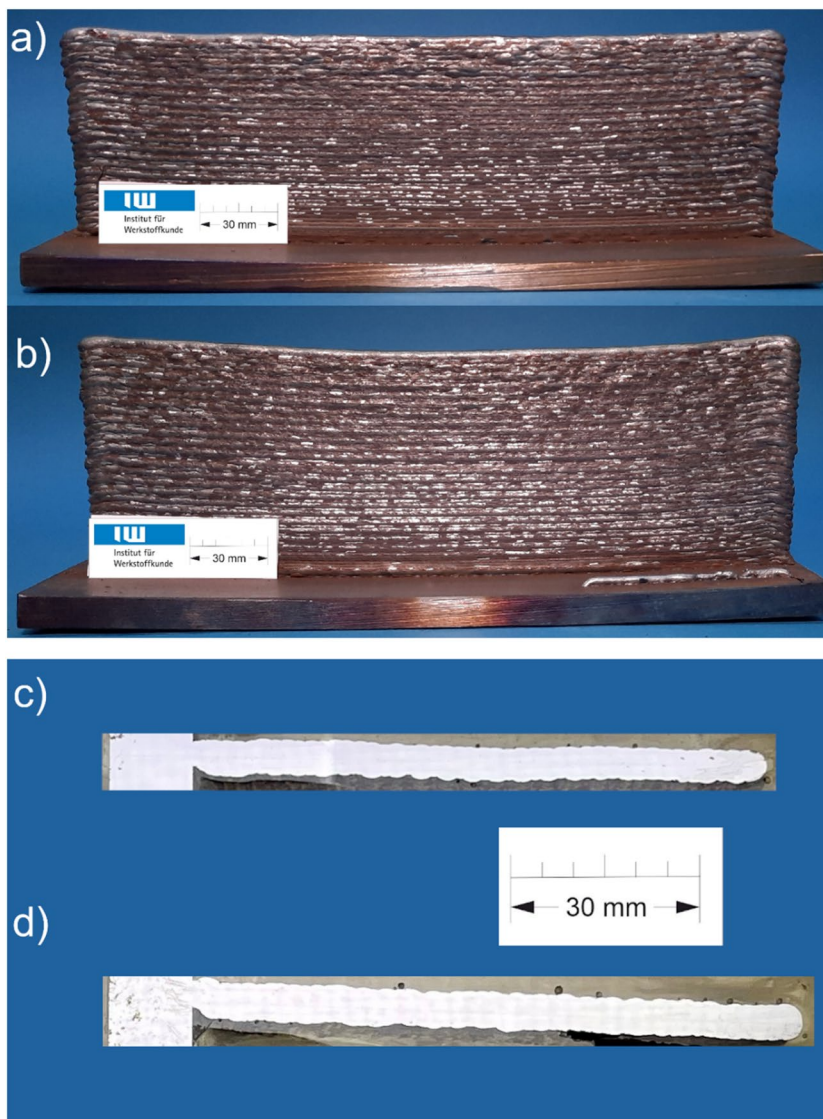 a)
IW
Institut für
Werkstoffkunde
30 mm
b)
IW
Institut für
Werkstoffkunde
30 mm
c)
30 mm
d)